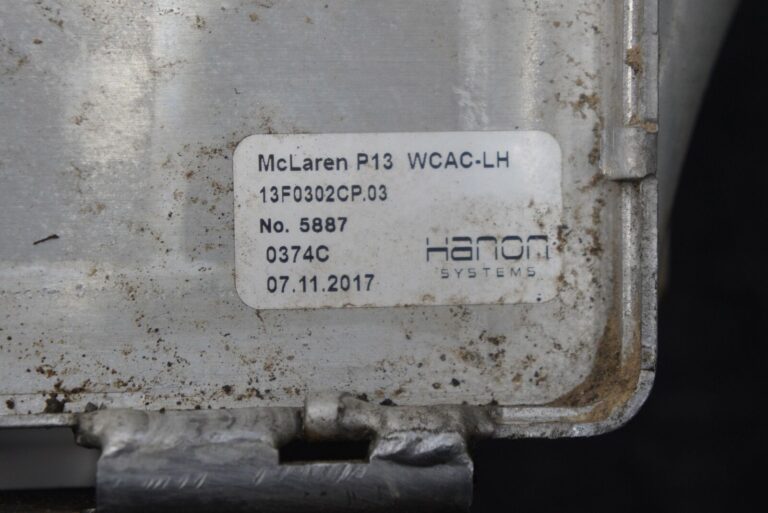 McLaren P13 WCAC-LH
13F0302CP.03
No. 5887
0374C
07.11.2017
Hanon
SYSTEMS